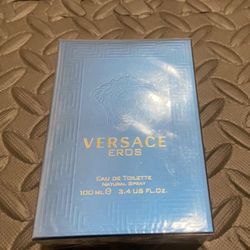 VERSACE
EROS
EAU DE TOILETTE
NATURAL SPRAY
100 ML ℮ 3.4 US FL.OZ.